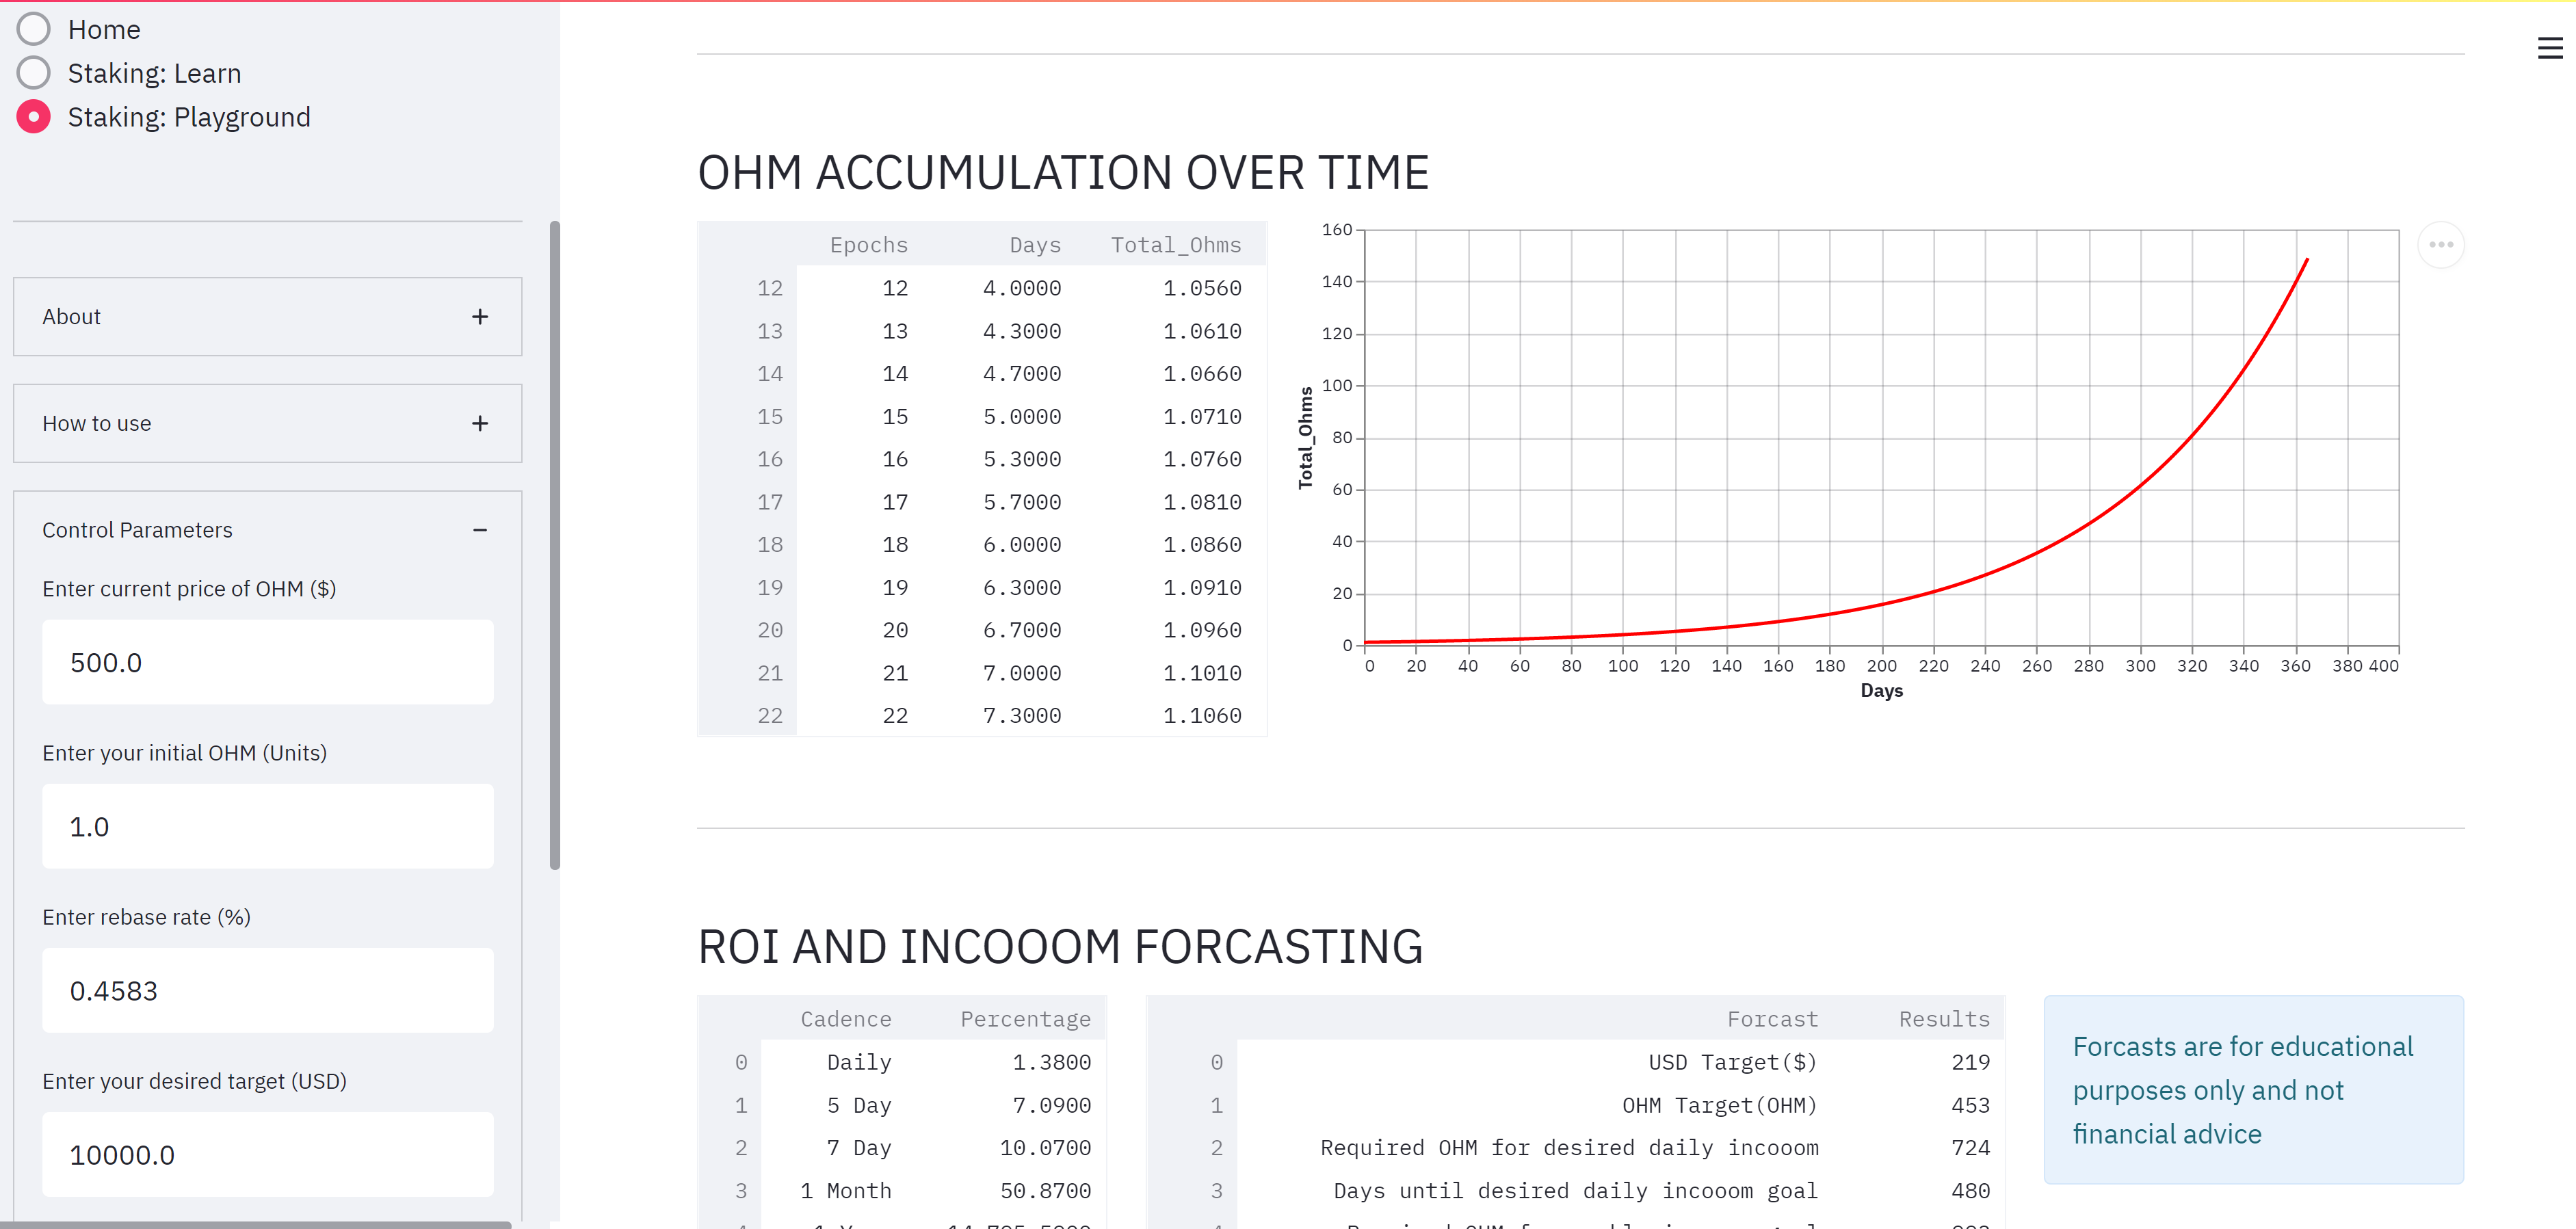 Home
Staking: Learn
Staking: Playground
About
How to use
Control Parameters
Enter current price of OHM ($)
500.0
Enter your initial OHM (Units)
1.0
Enter rebase rate (%)
0.4583
Enter your desired target (USD)
10000.0
OHM ACCUMULATION OVER TIME
Epochs Days Total_Ohms
12 12 4.0000 1.0560
13 13 4.3000 1.0610
14 14 4.7000 1.0660
15 15 5.0000 1.0710
16 16 5.3000 1.0760
17 17 5.7000 1.0810
18 18 6.0000 1.0860
19 19 6.3000 1.0910
20 20 6.7000 1.0960
21 21 7.0000 1.1010
22 22 7.3000 1.1060
Total_Ohms
160
140
120
100
80
60
40
20
0
0 20 40 60 80 100 120 140 160 180 200 220 240 260 280 300 320 340 360 380 400
Days
ROI AND INCOOOM FORCASTING
Cadence Percentage
0 Daily 1.3800
1 5 Day 7.0900
2 7 Day 10.0700
3 1 Month 50.8700
Forcast Results
0 USD Target($) 219
1 OHM Target(OHM) 453
2 Required OHM for desired daily incooom 724
3 Days until desired daily incooom goal 480
Forcasts are for educational
purposes only and not
financial advice